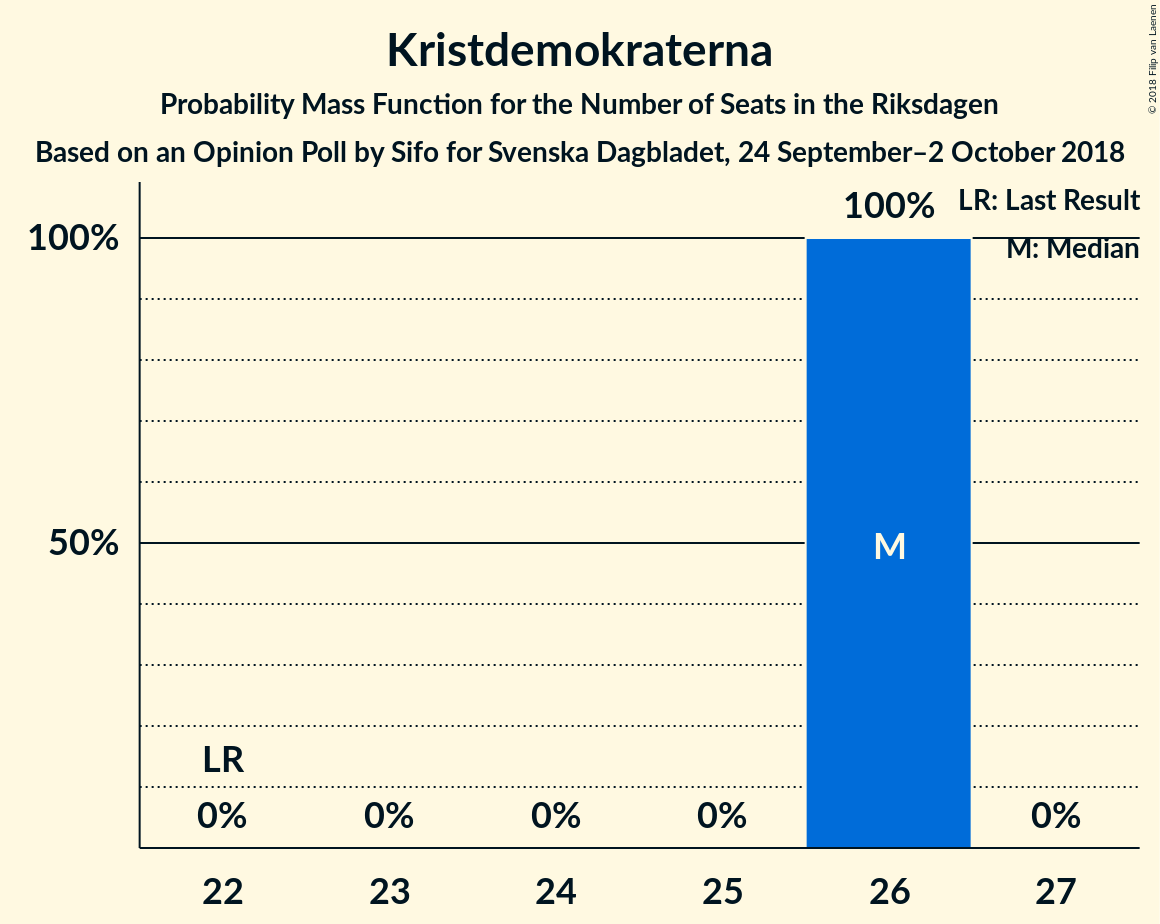 Kristdemokraterna
Probability Mass Function for the Number of Seats in the Riksdagen
Based on an Opinion Poll by Sifo for Svenska Dagbladet, 24 September–2 October 2018
© 2018 Filip van Laenen
LR: Last Result
M: Median
100%
100%
50%
M
LR
0%
0%
0%
0%
0%
22
23
24
25
26
27